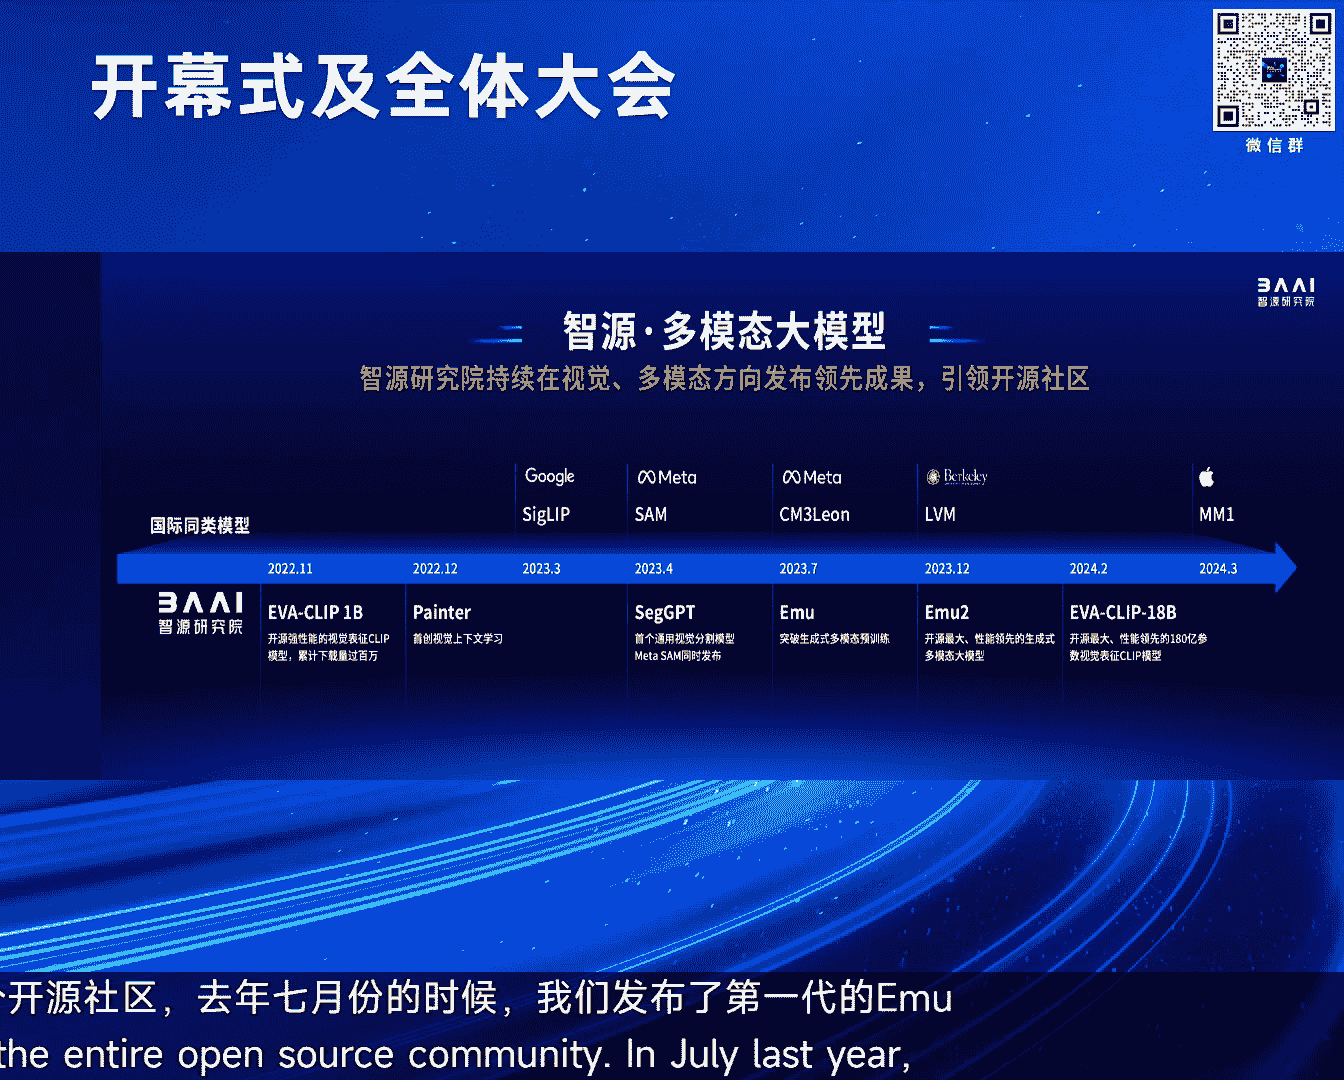 开幕式及全体大会
微信群
BAAI
智源研究院
智源·多模态大模型
智源研究院持续在视觉、多模态方向发布领先成果，引领开源社区
Google
Meta
Meta
Berkeley
国际同类模型
SigLIP
SAM
CM3Leon
LVM
MM1
2022.11
2022.12
2023.3
2023.4
2023.7
2023.12
2024.2
2024.3
BAAI
智源研究院
EVA-CLIP 1B
开源强性能的视觉表征CLIP
模型，累计下载量过百万
Painter
首创视觉上下文学习
SegGPT
首个通用视觉分割模型
Meta SAM同时发布
Emu
突破生成式多模态预训练
Emu2
开源最大、性能领先的生成式
多模态大模型
EVA-CLIP-18B
开源最大、性能领先的180亿参
数视觉表征CLIP模型
开源社区，去年七月份的时候，我们发布了第一代的Emu
the entire open source community. In July last year,